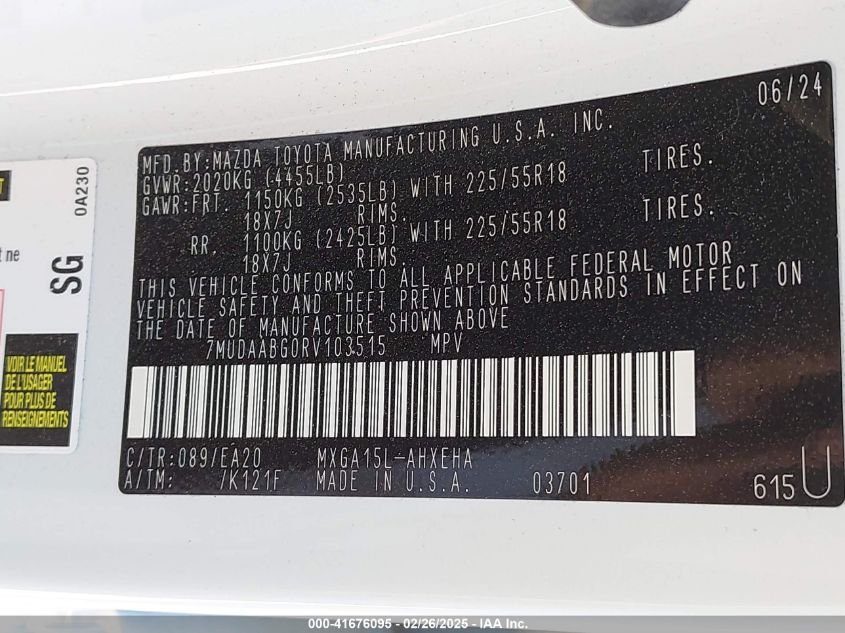 06/24
MFD.BY:MAZDA TOYOTA MANUFACTURING U.S.A. INC.
GVWR:2020KG (4455LB)
GAWR:FRT. 1150KG (2535LB) WITH 225/55R18 TIRES.
18X7J RIMS.
RR. 1100KG (2425LB) WITH 225/55R18 TIRES.
18X7J RIMS.
THIS VEHICLE CONFORMS TO ALL APPLICABLE FEDERAL MOTOR
VEHICLE SAFETY AND THEFT PREVENTION STANDARDS IN EFFECT ON
THE DATE OF MANUFACTURE SHOWN ABOVE
7MUDAABG0RV103515 MPV
C/TR:089/EA20 MXGA15L-AHXEHA
A/TM: /K121F MADE IN U.S.A. 03701 615U
0A230
SG
t ne
VOIR LE MANUEL
DE L'USAGER
POUR PLUS DE
RENSEIGNEMENTS
000-41676095 - 02/26/2025 - IAA Inc.